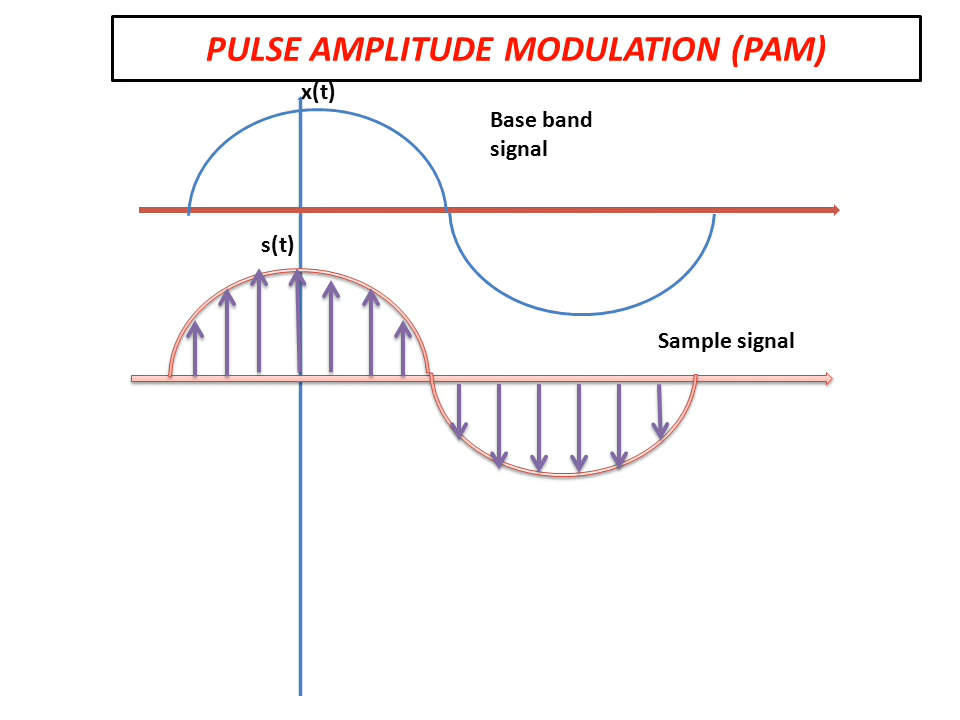 PULSE AMPLITUDE MODULATION (PAM)
x(t)
Base band
signal
s(t)
Sample signal